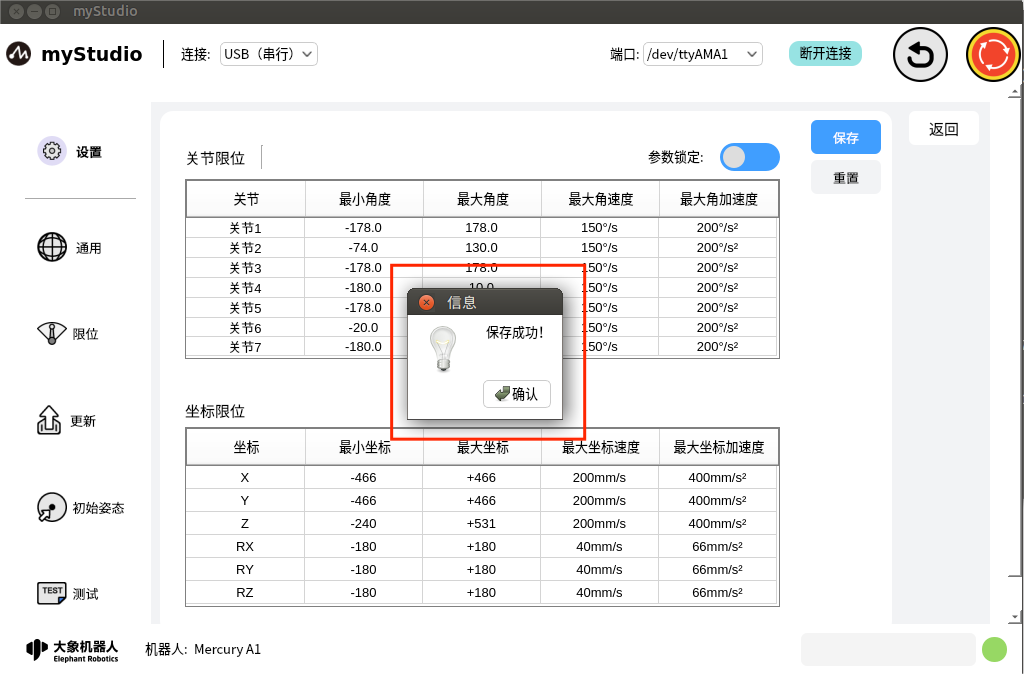 myStudio
myStudio 连接: USB（串行） 端口: /dev/ttyAMA1 断开连接
设置
通用
限位
更新
初始姿态
TEST 测试
关节限位 参数锁定: 保存 返回
重置
关节 最小角度 最大角度 最大角速度 最大角加速度
关节1 -178.0 178.0 150°/s 200°/s²
关节2 -74.0 130.0 150°/s 200°/s²
关节3 -178.0 178.0 150°/s 200°/s²
关节4 -180.0 10.0 150°/s 200°/s²
关节5 -178.0 150°/s 200°/s²
关节6 -20.0 150°/s 200°/s²
关节7 -180.0 150°/s 200°/s²
信息
保存成功!
确认
坐标限位
坐标 最小坐标 最大坐标 最大坐标速度 最大坐标加速度
X -466 +466 200mm/s 400mm/s²
Y -466 +466 200mm/s 400mm/s²
Z -240 +531 200mm/s 400mm/s²
RX -180 +180 40mm/s 66mm/s²
RY -180 +180 40mm/s 66mm/s²
RZ -180 +180 40mm/s 66mm/s²
大象机器人
Elephant Robotics
机器人: Mercury A1